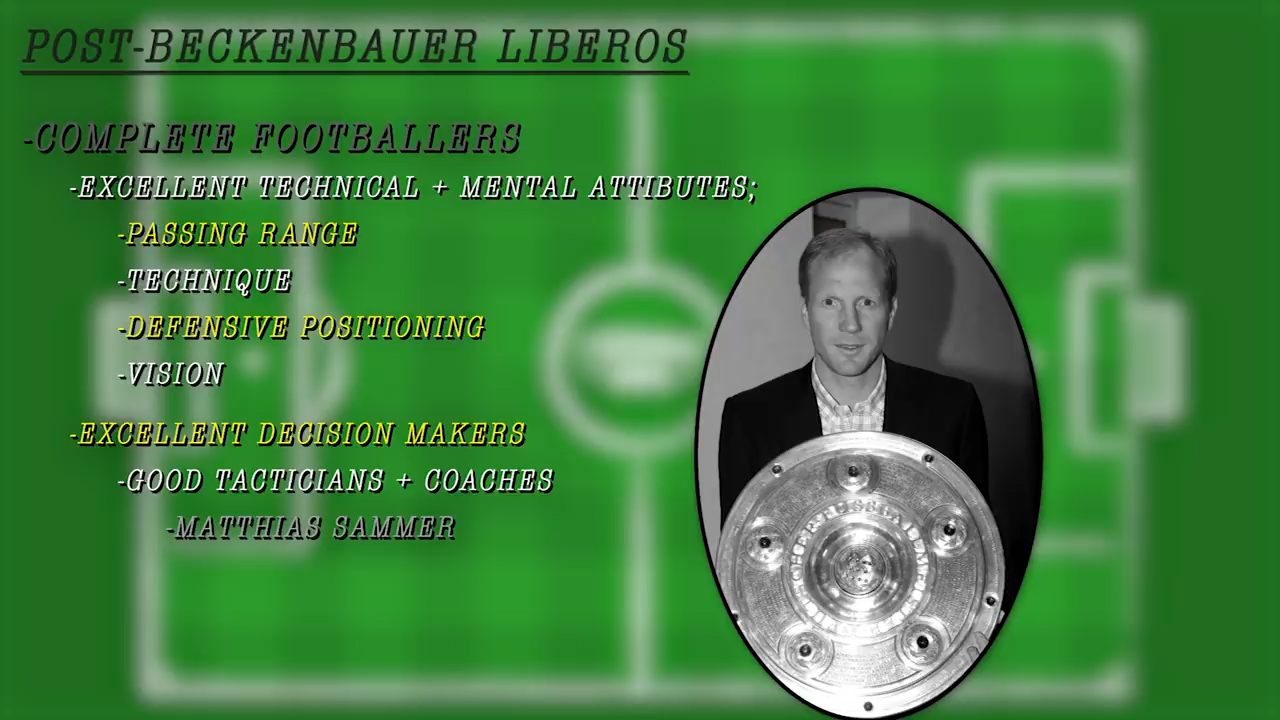 POST-BECKENBAUER LIBEROS
-COMPLETE FOOTBALLERS
-EXCELLENT TECHNICAL + MENTAL ATTIBUTES;
-PASSING RANGE
-TECHNIQUE
-DEFENSIVE POSITIONING
-VISION
-EXCELLENT DECISION MAKERS
-GOOD TACTICIANS + COACHES
-MATTHIAS SAMMER